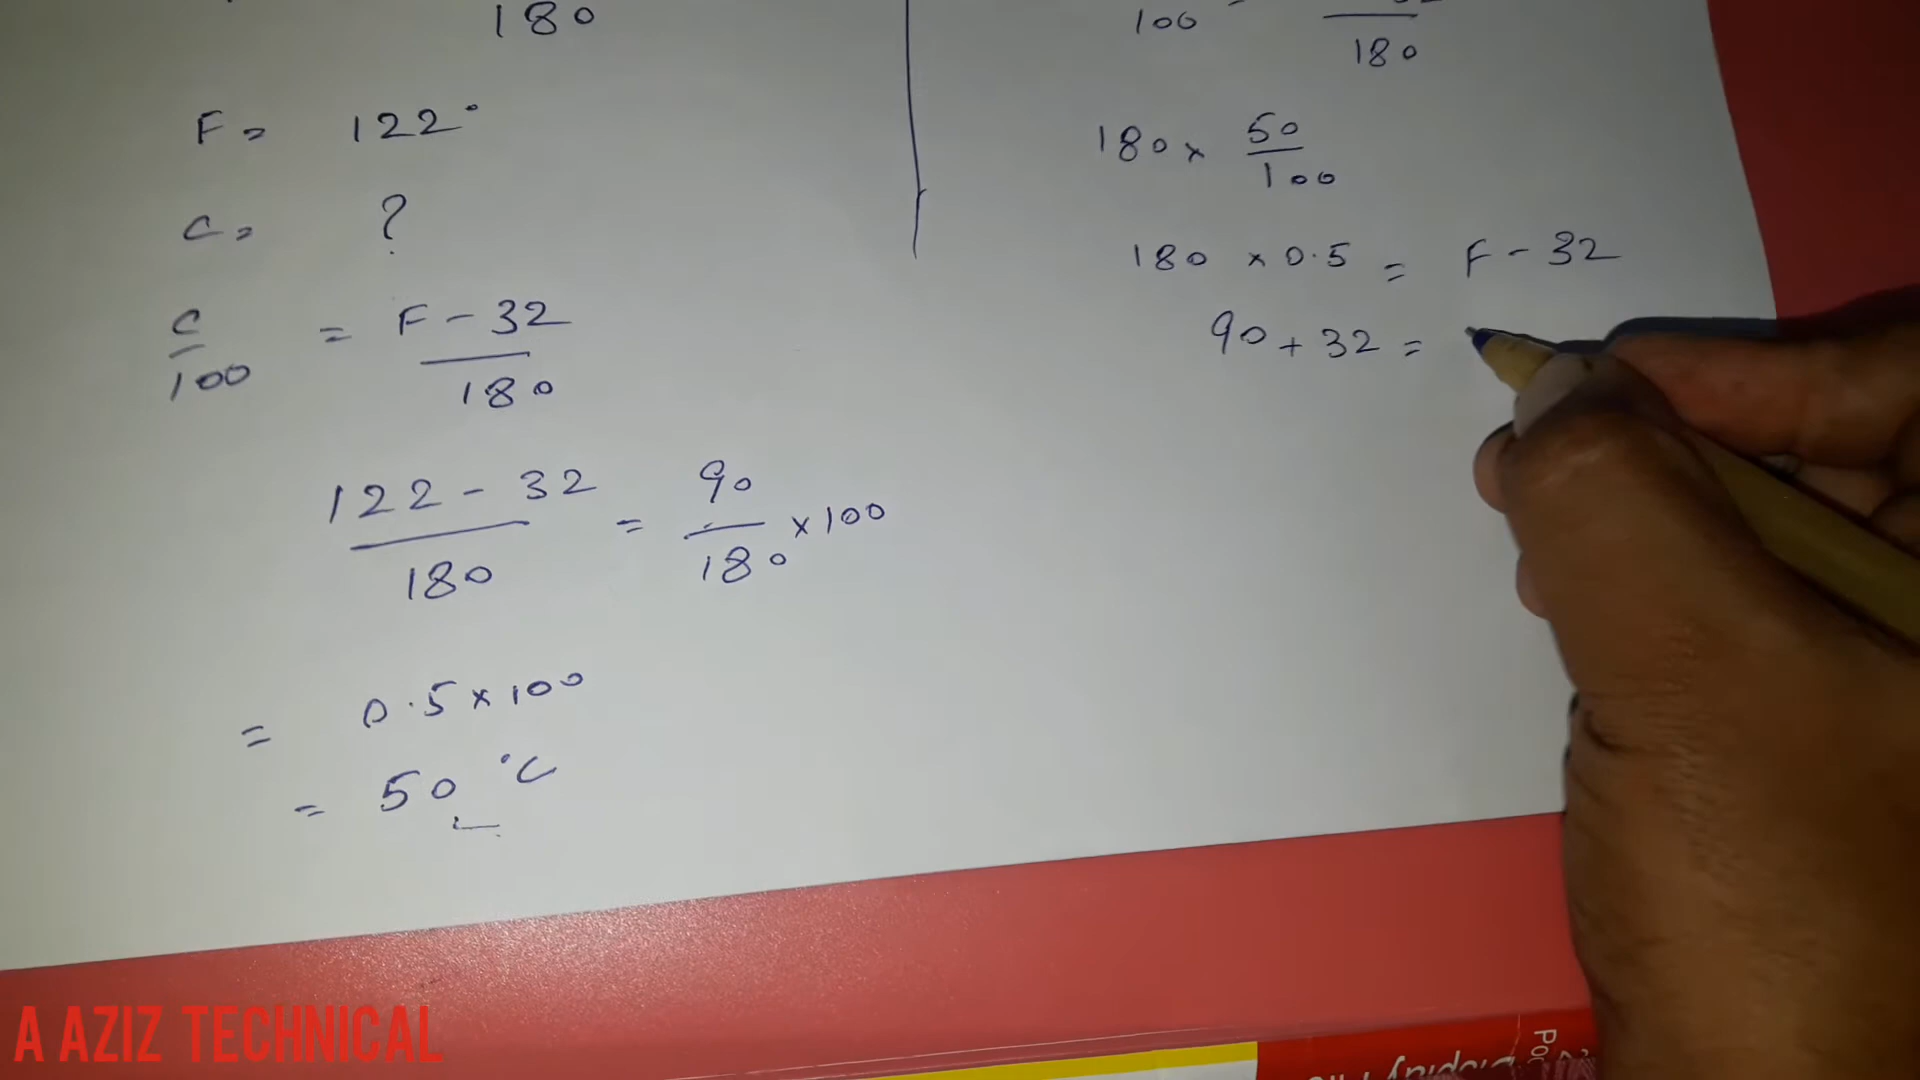 180
F = 122°
C = ?
C/100 = F - 32/180
122 - 32/180 = 90/180 × 100
= 0.5 × 100
= 50 °C
100
180
180 × 50/100
180 × 0.5 = F - 32
90 + 32 =
A AZIZ TECHNICAL